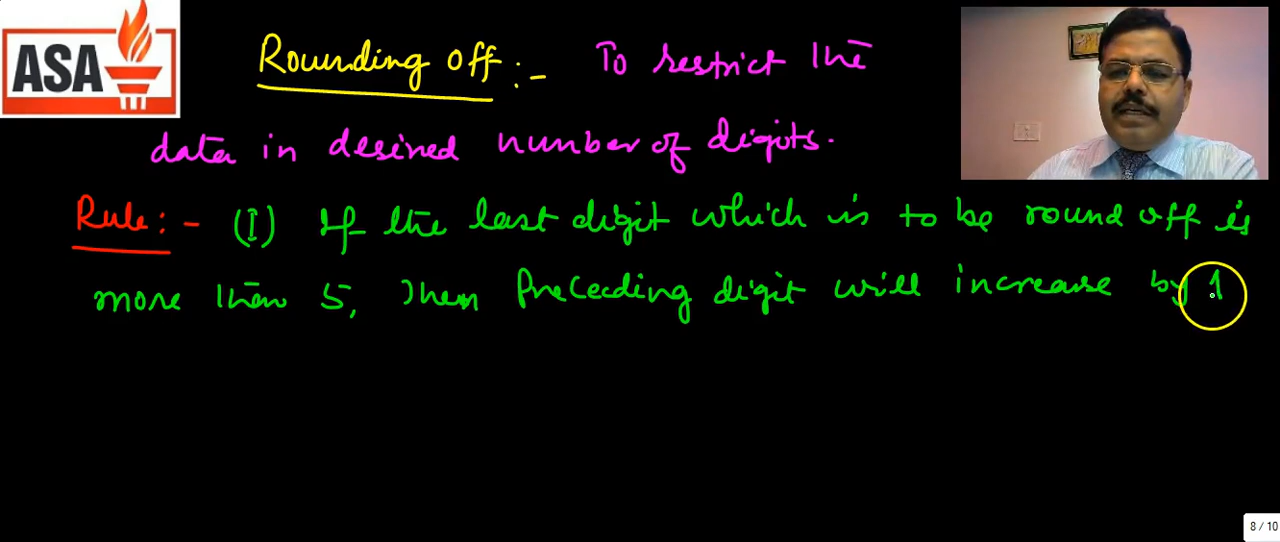 ASA
Rounding off :- To restrict the
data in desired number of digits.
Rule :- (I) If the last digit which is to be round off is
more than 5, then preceeding digit will increase by 1
8 / 10